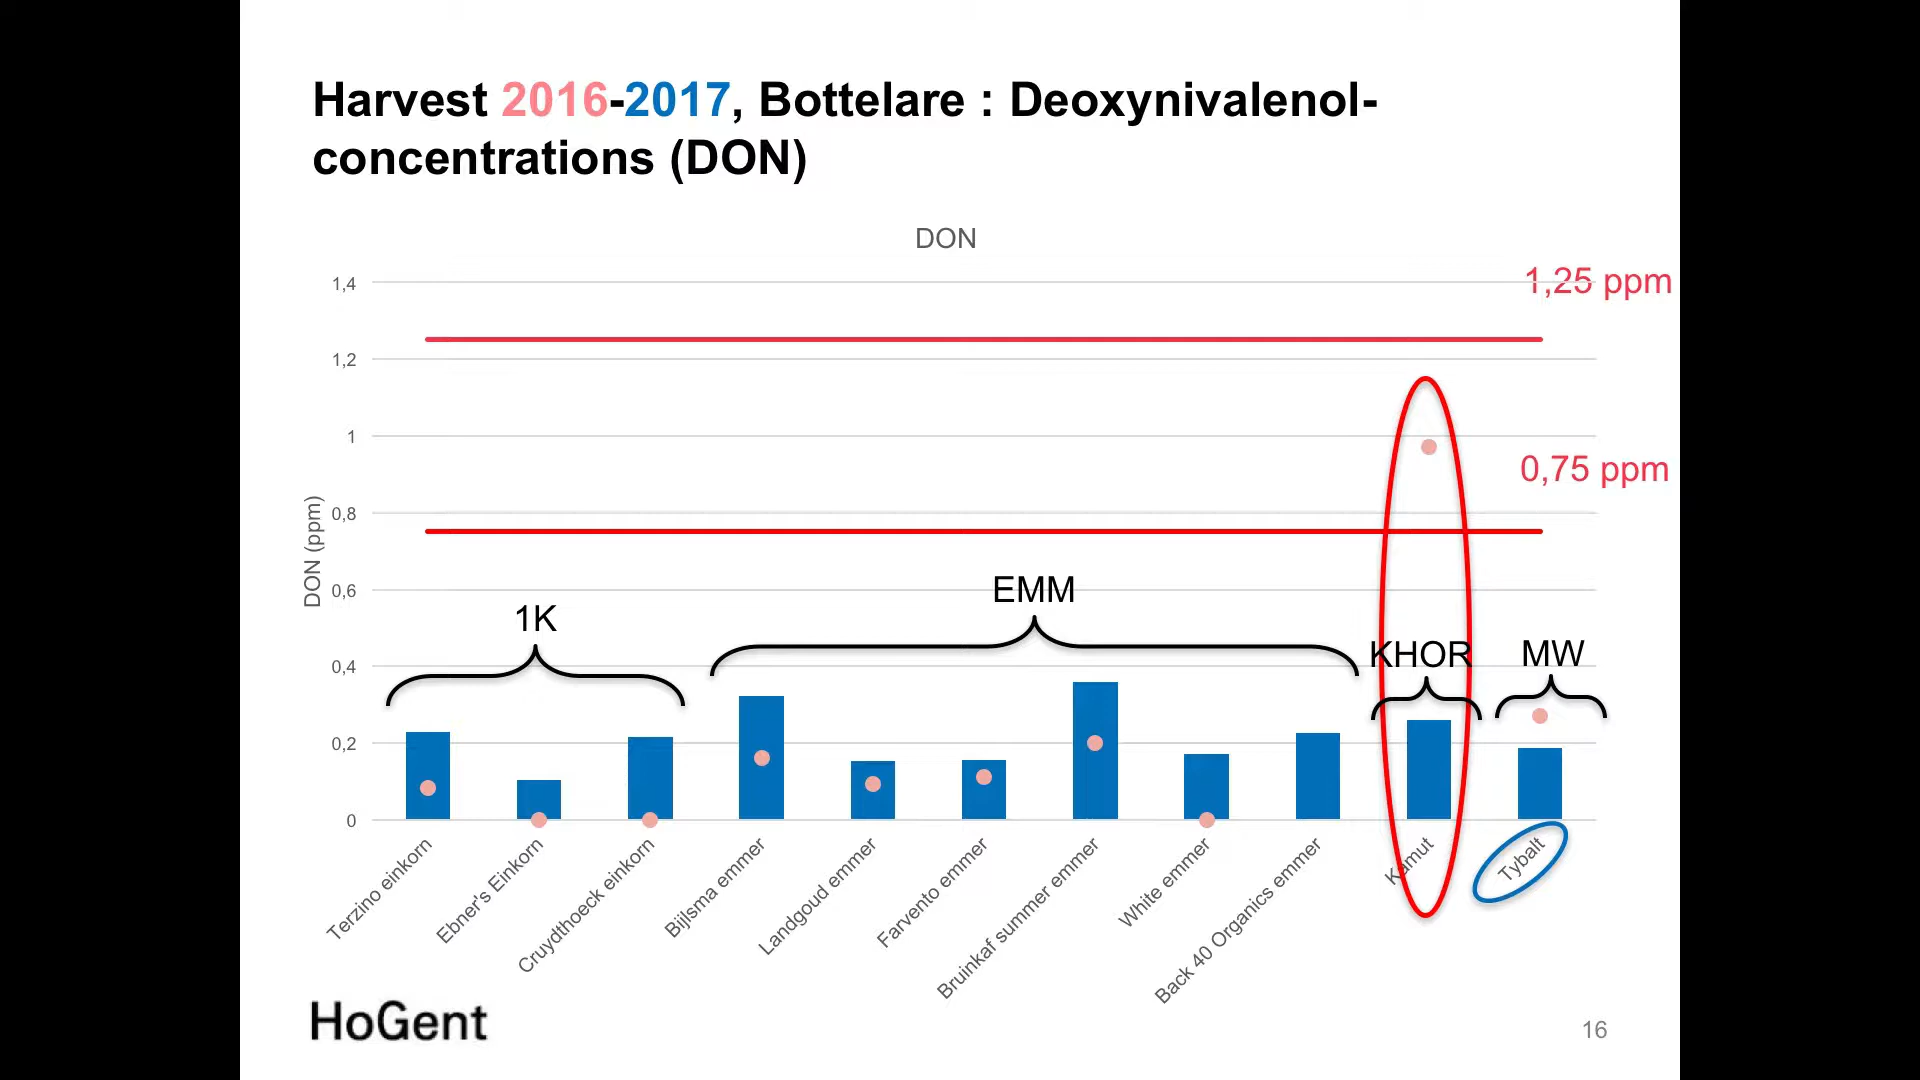 Harvest 2016-2017, Bottelare : Deoxynivalenol-
concentrations (DON)
DON
1,4
1,25 ppm
1,2
1
0,75 ppm
0,8
DON (ppm)
0,6
EMM
1K
0,4
KHOR
MW
0,2
0
Terzino einkorn
Ebner's Einkorn
Cruydthoeck einkorn
Bijlsma emmer
Landgoud emmer
Farvento emmer
Bruinkaf summer emmer
White emmer
Back 40 Organics emmer
Kamut
Tybalt
HoGent
16